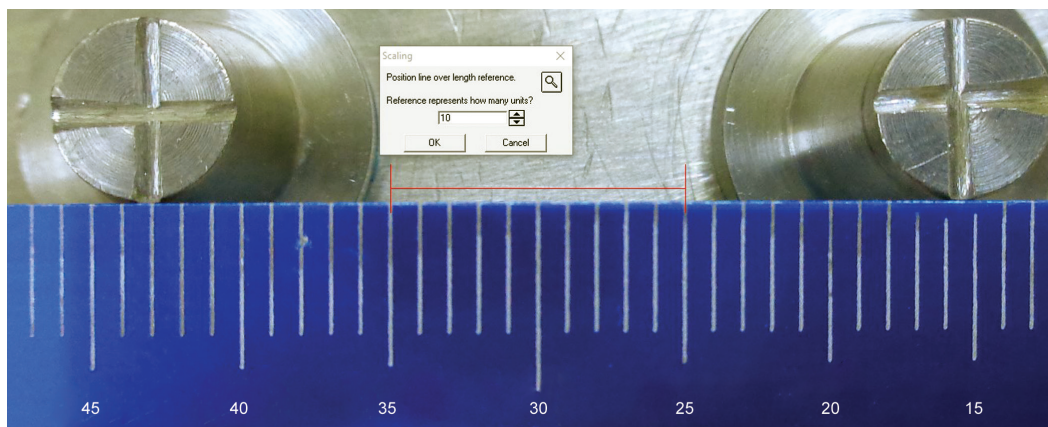 Scaling
Position line over length reference.
Reference represents how many units?
10
OK
Cancel
45 40 35 30 25 20 15